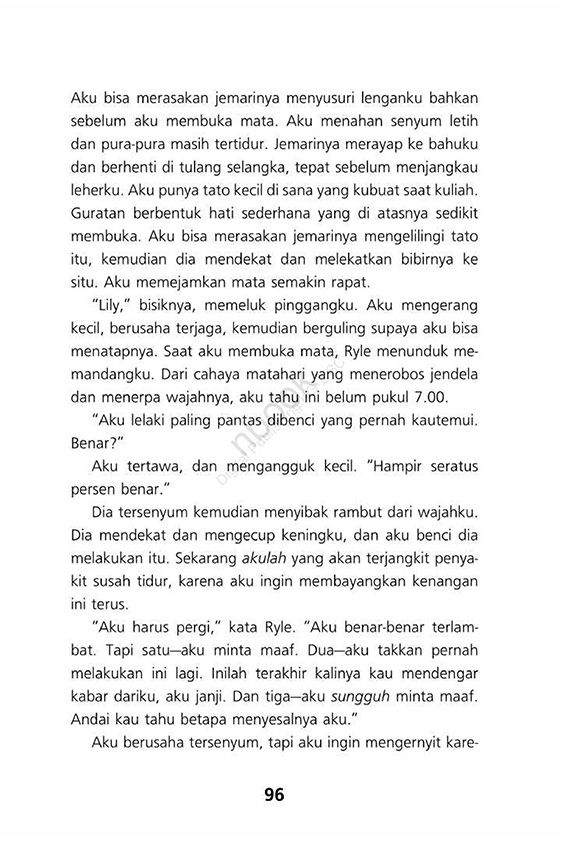 Aku bisa merasakan jemarinya menyusuri lenganku bahkan
sebelum aku membuka mata. Aku menahan senyum letih
dan pura-pura masih tertidur. Jemarinya merayap ke bahuku
dan berhenti di tulang selangka, tepat sebelum menjangkau
leherku. Aku punya tato kecil di sana yang kubuat saat kuliah.
Guratan berbentuk hati sederhana yang di atasnya sedikit
membuka. Aku bisa merasakan jemarinya mengelilingi tato
itu, kemudian dia mendekat dan melekatkan bibirnya ke
situ. Aku memejamkan mata semakin rapat.
“Lily,” bisiknya, memeluk pinggangku. Aku mengerang
kecil, berusaha terjaga, kemudian berguling supaya aku bisa
menatapnya. Saat aku membuka mata, Ryle menunduk me-
mandangku. Dari cahaya matahari yang menerobos jendela
dan menerpa wajahnya, aku tahu ini belum pukul 7.00.
“Aku lelaki paling pantas dibenci yang pernah kautemui.
Benar?”
Aku tertawa, dan mengangguk kecil. “Hampir seratus
persen benar.”
Dia tersenyum kemudian menyibak rambut dari wajahku.
Dia mendekat dan mengecup keningku, dan aku benci dia
melakukan itu. Sekarang akulah yang akan terjangkit penya-
kit susah tidur, karena aku ingin membayangkan kenangan
ini terus.
“Aku harus pergi,” kata Ryle. “Aku benar-benar terlam-
bat. Tapi satu—aku minta maaf. Dua—aku takkan pernah
melakukan ini lagi. Inilah terakhir kalinya kau mendengar
kabar dariku, aku janji. Dan tiga—aku sungguh minta maaf.
Andai kau tahu betapa menyesalnya aku.”
Aku berusaha tersenyum, tapi aku ingin mengernyit kare-
96